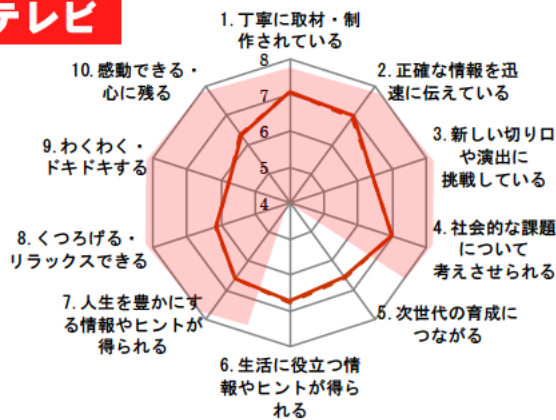 テレビ
1.丁寧に取材・制
作されている
2.正確な情報を迅
速に伝えている
3.新しい切り口
や演出に
挑戦している
4.社会的な課題
について
考えさせられる
5.次世代の育成に
つながる
6.生活に役立つ情
報やヒントが得ら
れる
7.人生を豊かにす
る情報やヒントが
得られる
8.くつろげる・
リラックスできる
9.わくわく・
ドキドキする
10.感動できる・
心に残る
8
7
6
5
4